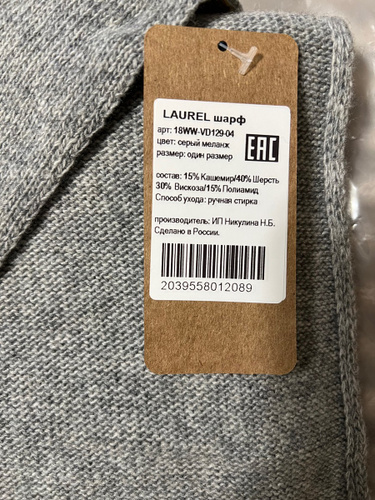 LAUREL шарф
арт: 18WW-VD129-04
цвет: серый меланж
размер: один размер
EAC
состав: 15% Кашемир/40% Шерсть
30% Вискоза/15% Полиамид
Способ ухода: ручная стирка
производитель: ИП Никулина Н.Б.
Сделано в России.
2039558012089